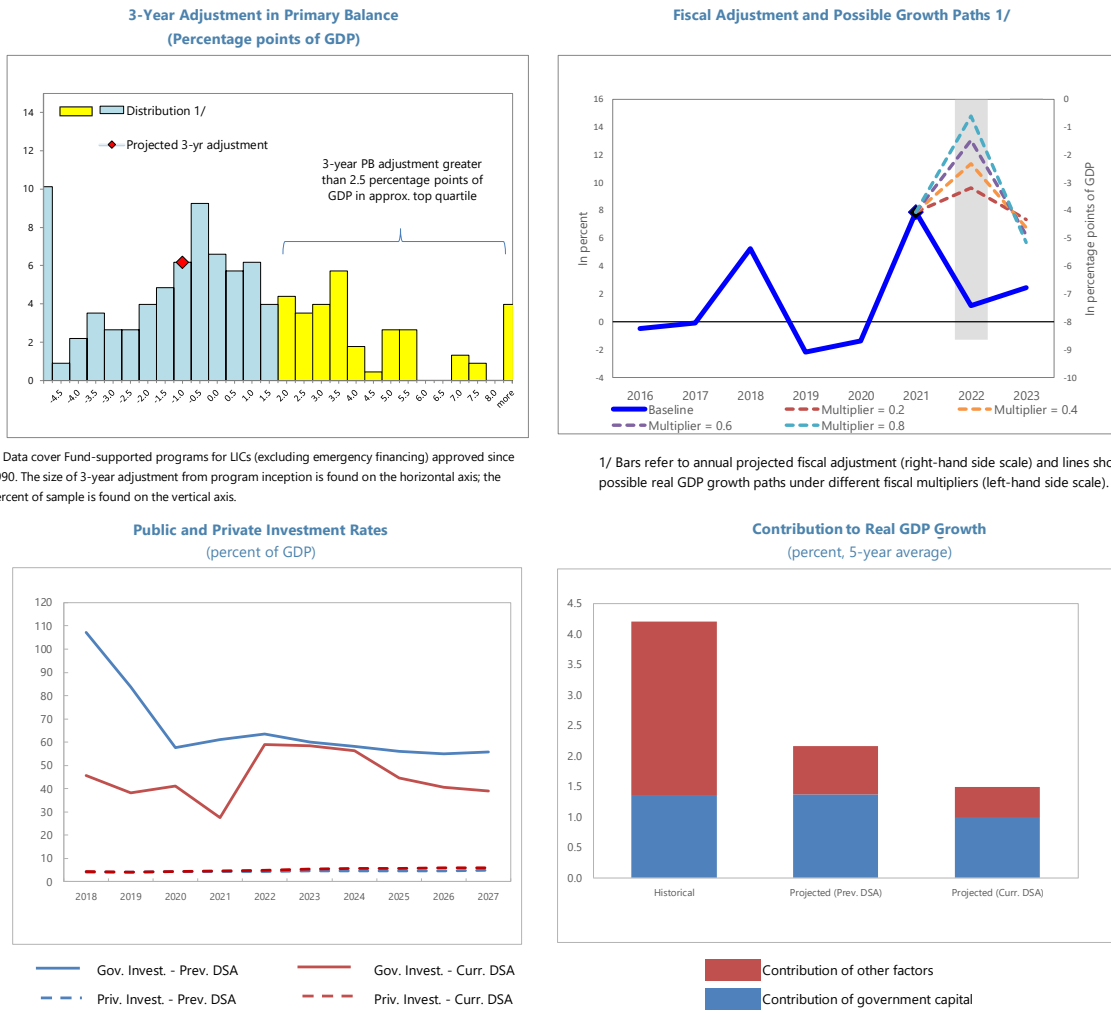 3-Year Adjustment in Primary Balance
(Percentage points of GDP)
14
12
10
8
6
4
2
0
Distribution 1/
Projected 3-yr adjustment
3-year PB adjustment greater
than 2.5 percentage points of
GDP in approx. top quartile
-4.5 -4.0 -3.5 -3.0 -2.5 -2.0 -1.5 -1.0 -0.5 0.0 0.5 1.0 1.5 2.0 2.5 3.0 3.5 4.0 4.5 5.0 5.5 6.0 6.5 7.0 7.5 8.0 more
Data cover Fund-supported programs for LICs (excluding emergency financing) approved since
990. The size of 3-year adjustment from program inception is found on the horizontal axis; the
ercent of sample is found on the vertical axis.
Fiscal Adjustment and Possible Growth Paths 1/
In percent
16
14
12
10
8
6
4
2
0
-2
-4
0
-1
-2
-3
-4
-5
-6
-7
-8
-9
-10
In percentage points of GDP
2016 2017 2018 2019 2020 2021 2022 2023
Baseline Multiplier = 0.2 Multiplier = 0.4
Multiplier = 0.6 Multiplier = 0.8
1/ Bars refer to annual projected fiscal adjustment (right-hand side scale) and lines sho
possible real GDP growth paths under different fiscal multipliers (left-hand side scale).
Public and Private Investment Rates
(percent of GDP)
120
110
100
90
80
70
60
50
40
30
20
10
0
2018 2019 2020 2021 2022 2023 2024 2025 2026 2027
Gov. Invest. - Prev. DSA Gov. Invest. - Curr. DSA
Priv. Invest. - Prev. DSA Priv. Invest. - Curr. DSA
Contribution to Real GDP Growth
(percent, 5-year average)
4.5
4.0
3.5
3.0
2.5
2.0
1.5
1.0
0.5
0.0
Historical Projected (Prev. DSA) Projected (Curr. DSA)
Contribution of other factors
Contribution of government capital